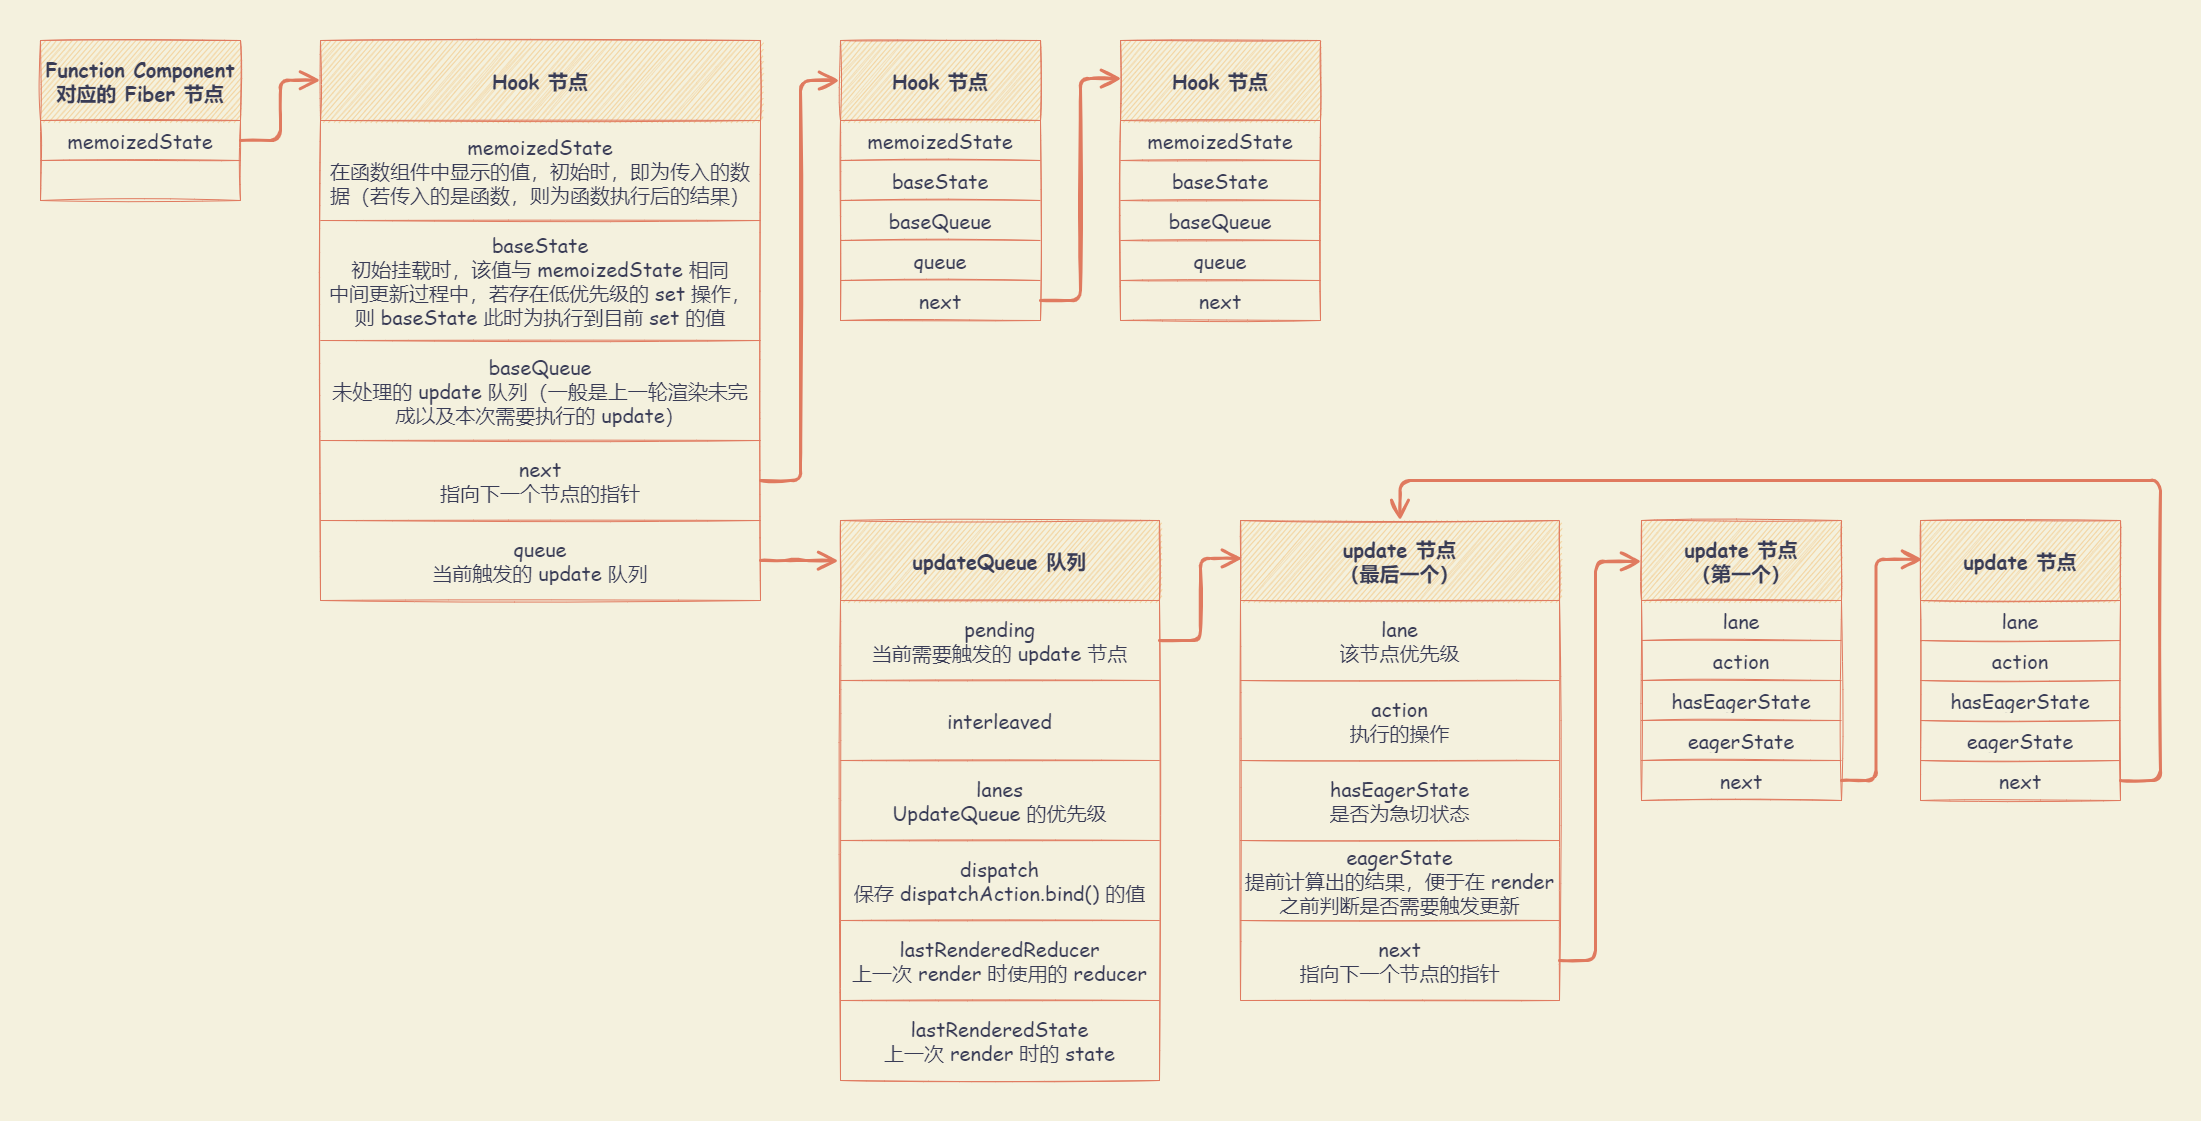 Function Component
对应的 Fiber 节点
memoizedState
Hook 节点
memoizedState
在函数组件中显示的值，初始时，即为传入的数
据（若传入的是函数，则为函数执行后的结果）
baseState
初始挂载时，该值与 memoizedState 相同
中间更新过程中，若存在低优先级的 set 操作，
则 baseState 此时为执行到目前 set 的值
baseQueue
未处理的 update 队列（一般是上一轮渲染未完
成以及本次需要执行的 update）
next
指向下一个节点的指针
queue
当前触发的 update 队列
Hook 节点
memoizedState
baseState
baseQueue
queue
next
Hook 节点
memoizedState
baseState
baseQueue
queue
next
updateQueue 队列
pending
当前需要触发的 update 节点
interleaved
lanes
UpdateQueue 的优先级
dispatch
保存 dispatchAction.bind() 的值
lastRenderedReducer
上一次 render 时使用的 reducer
lastRenderedState
上一次 render 时的 state
update 节点
（最后一个）
lane
该节点优先级
action
执行的操作
hasEagerState
是否为急切状态
eagerState
提前计算出的结果，便于在 render
之前判断是否需要触发更新
next
指向下一个节点的指针
update 节点
（第一个）
lane
action
hasEagerState
eagerState
next
update 节点
lane
action
hasEagerState
eagerState
next